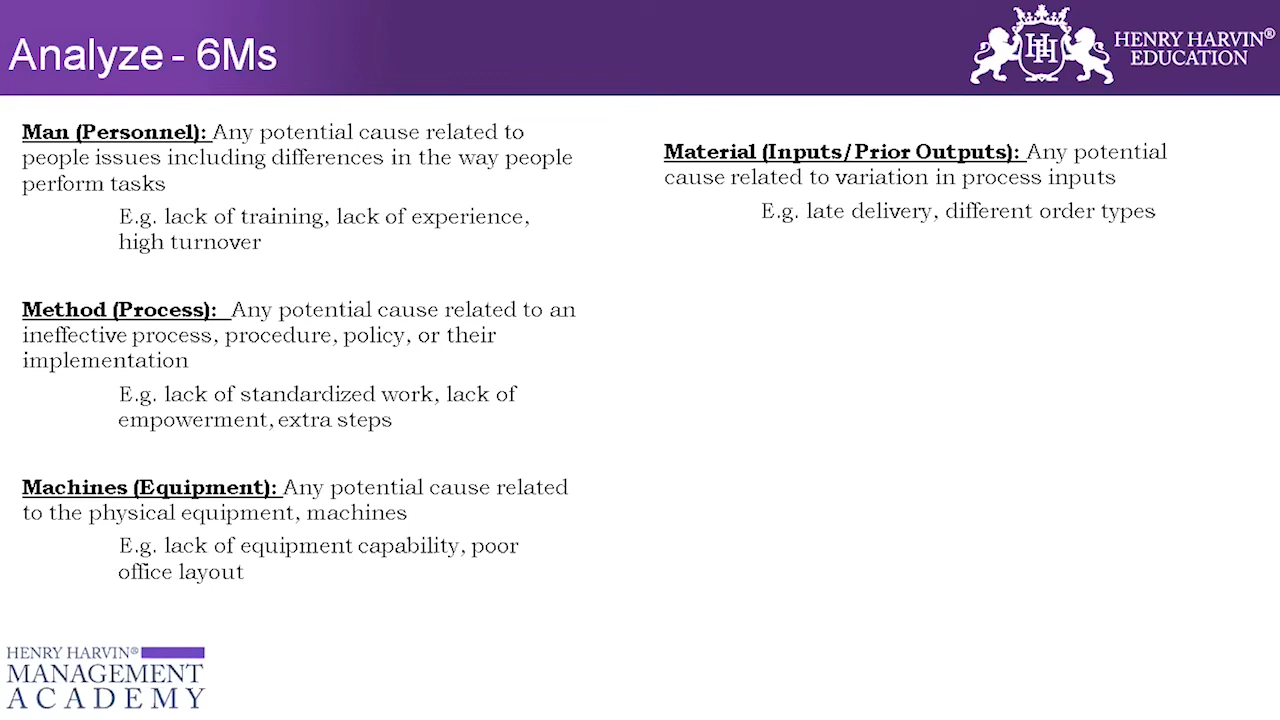 Analyze - 6Ms
HENRY HARVIN®
EDUCATION
Man (Personnel): Any potential cause related to
people issues including differences in the way people
perform tasks
E.g. lack of training, lack of experience,
high turnover
Method (Process): Any potential cause related to an
ineffective process, procedure, policy, or their
implementation
E.g. lack of standardized work, lack of
empowerment, extra steps
Machines (Equipment): Any potential cause related
to the physical equipment, machines
E.g. lack of equipment capability, poor
office layout
Material (Inputs/Prior Outputs): Any potential
cause related to variation in process inputs
E.g. late delivery, different order types
HENRY HARVIN®
MANAGEMENT
ACADEMY